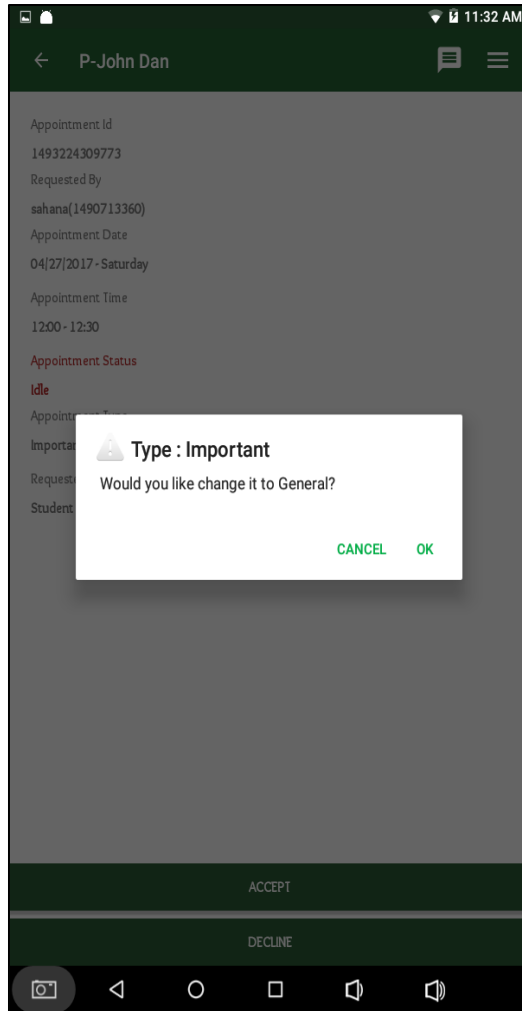 11:32 AM
P-John Dan
Appointment Id
1493224309773
Requested By
sahana(1490713360)
Appointment Date
04/27/2017 - Saturday
Appointment Time
12:00 - 12:30
Appointment Status
Idle
Type : Important
Would you like change it to General?
Student
CANCEL OK
ACCEPT
DECLINE